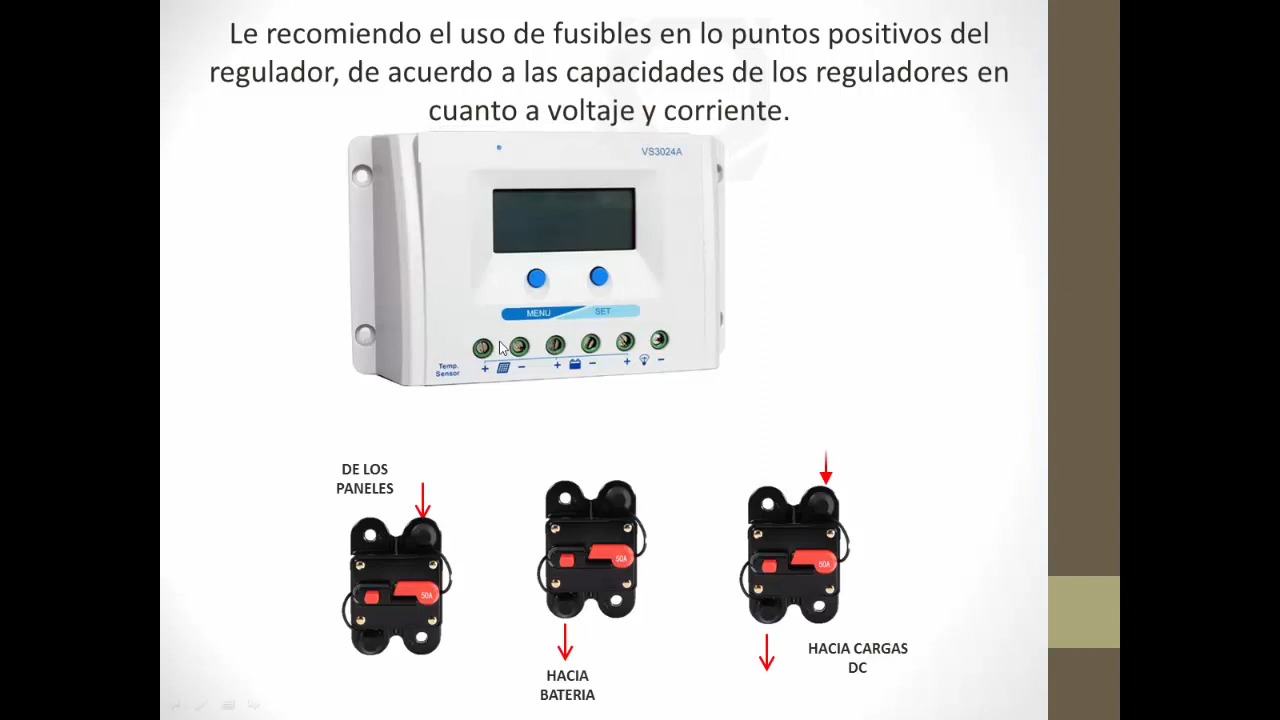 Le recomiendo el uso de fusibles en lo puntos positivos del
regulador, de acuerdo a las capacidades de los reguladores en
cuanto a voltaje y corriente.
VS3024A
MENU
SET
Temp.
Sensor
+ − + − + −
DE LOS
PANELES
50A
50A
50A
HACIA
BATERIA
HACIA CARGAS
DC